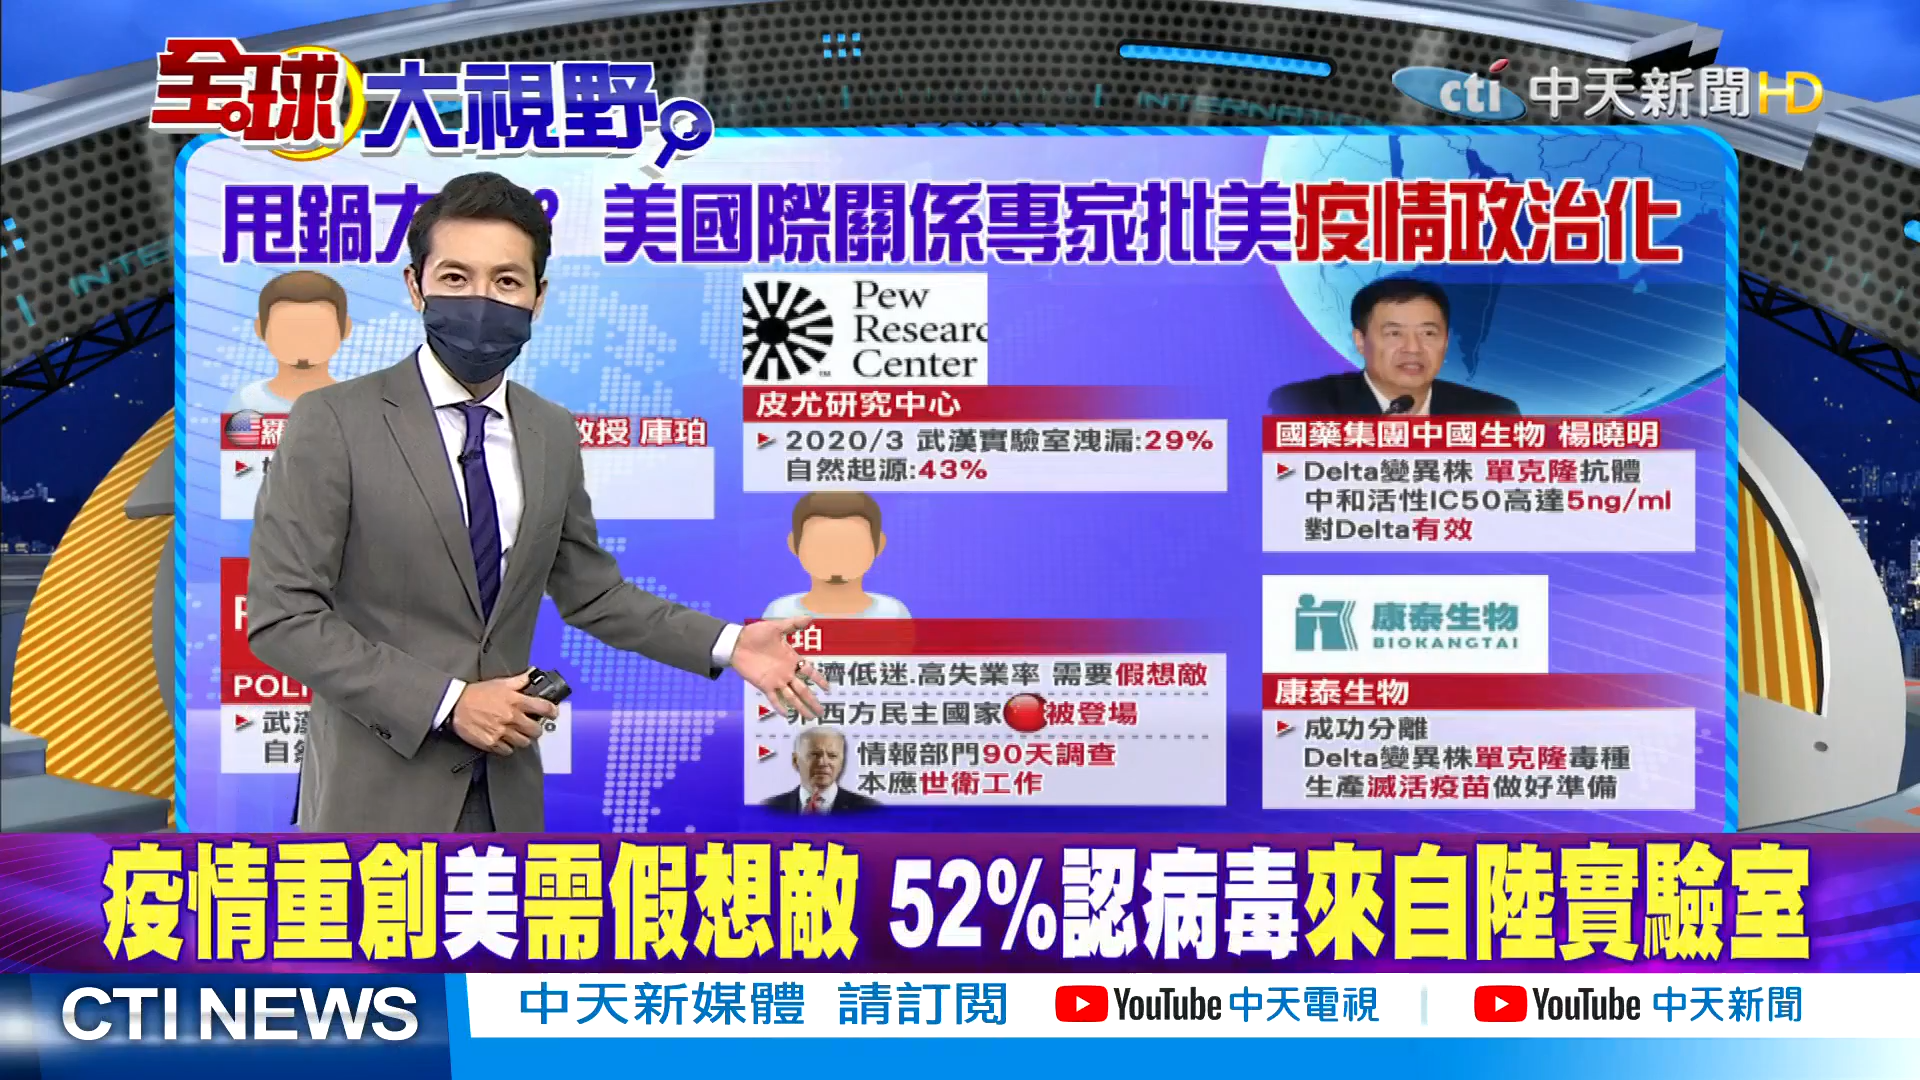 全球大視野
cti 中天新聞HD
INTERNATIONAL
甩鍋大 ? 美國際關係專家批美疫情政治化
Pew
Research
Center
皮尤研究中心
2020/3 武漢實驗室洩漏:29%
自然起源:43%
國藥集團中國生物 楊曉明
Delta變異株 單克隆抗體
中和活性IC50高達5ng/ml
對Delta有效
羅 教授 庫珀
珀
濟低迷.高失業率 需要假想敵
非西方民主國家 被登場
情報部門90天調查
本應世衛工作
康泰生物
BIOKANGTAI
康泰生物
成功分離
Delta變異株單克隆毒種
生產滅活疫苗做好準備
P
POLI
武漢 %
自然
疫情重創美需假想敵 52%認病毒來自陸實驗室
CTI NEWS
中天新媒體 請訂閱
YouTube 中天電視
YouTube 中天新聞